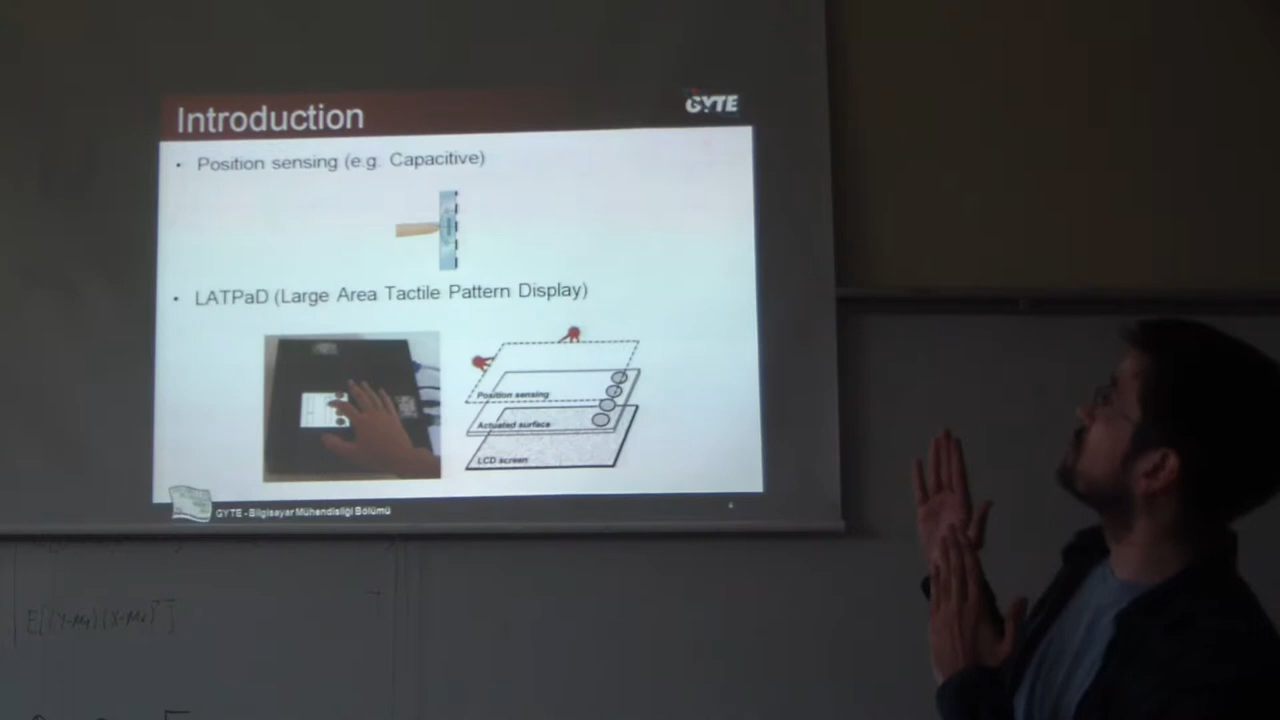 Introduction
GYTE
• Position sensing (e.g. Capacitive)
• LATPaD (Large Area Tactile Pattern Display)
Position sensing
Actuated surface
LCD screen
GYTE - Bilgisayar Mühendisliği Bölümü
4